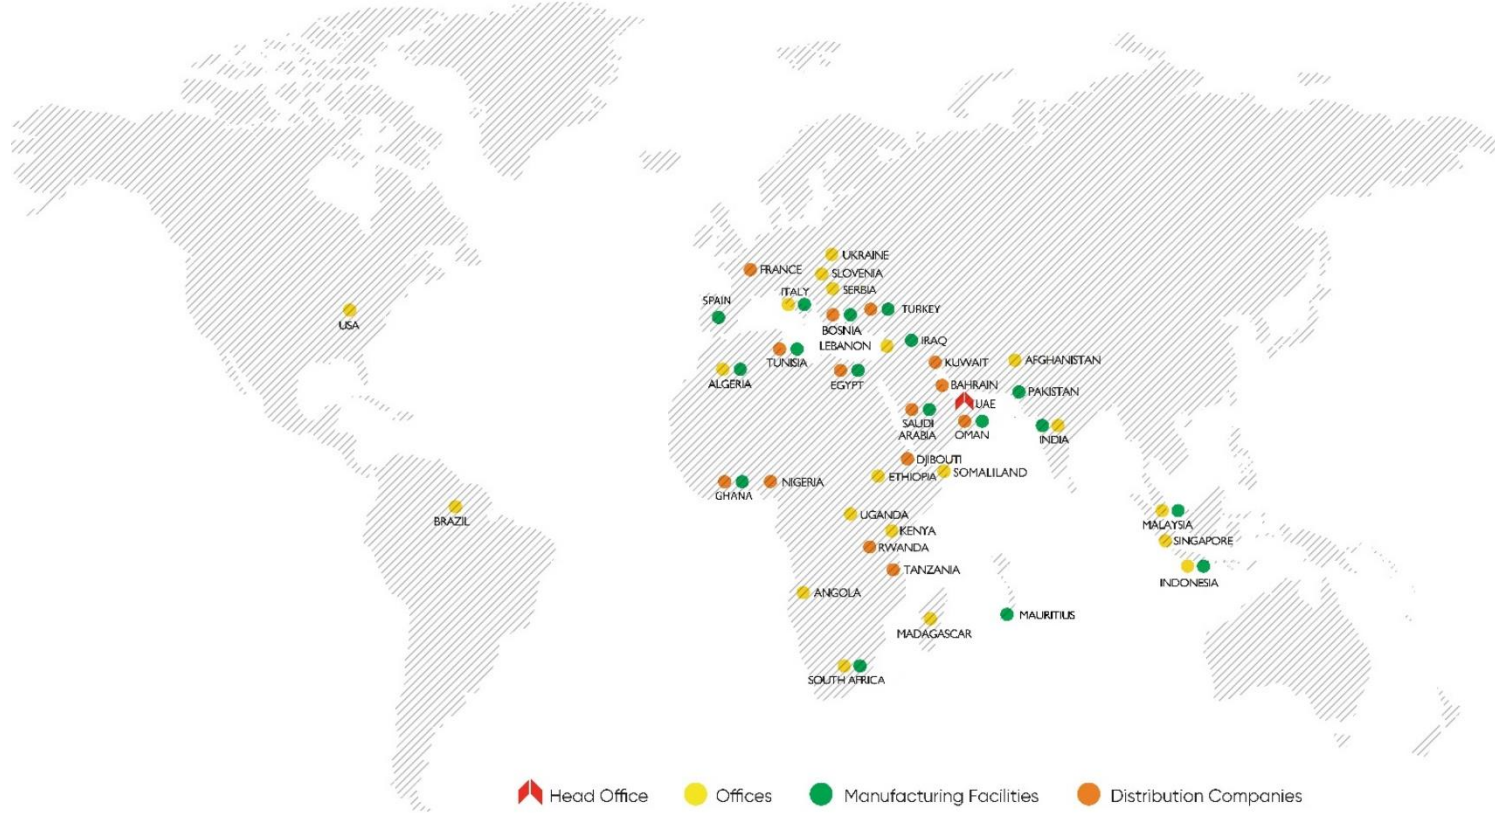 UKRAINE
FRANCE
SLOVENIA
ITALY
SERBIA
SPAIN
TURKEY
USA
BOSNIA
LEBANON
IRAQ
TUNISIA
KUWAIT
AFGHANISTAN
ALGERIA
EGYPT
BAHRAIN
PAKISTAN
UAE
SAUDI
ARABIA
OMAN
INDIA
DJIBOUTI
ETHIOPIA
SOMALILAND
GHANA
NIGERIA
BRAZIL
UGANDA
MALAYSIA
KENYA
SINGAPORE
RWANDA
TANZANIA
INDONESIA
ANGOLA
MAURITIUS
MADAGASCAR
SOUTH AFRICA
Head Office
Offices
Manufacturing Facilities
Distribution Companies